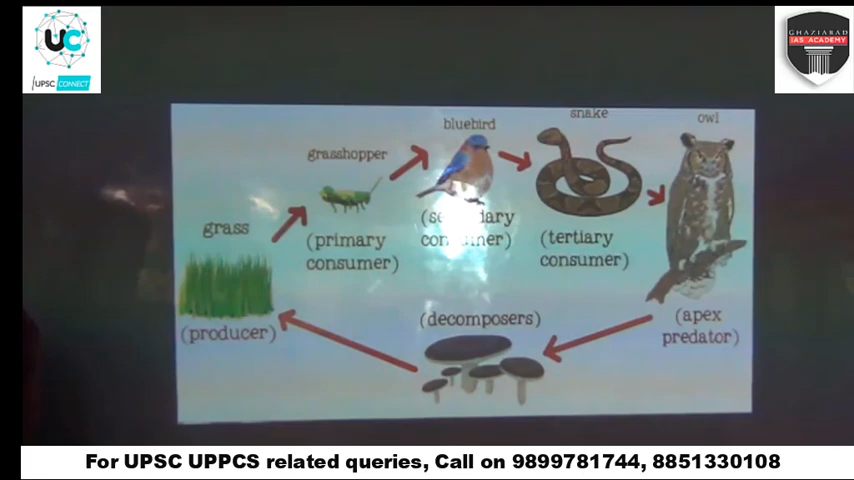 UC
UPSC CONNECT
GHAZIABAD
IAS ACADEMY
bluebird
snake
owl
grasshopper
grass
(primary
consumer)
(secondary
consumer)
(tertiary
consumer)
(producer)
(decomposers)
(apex
predator)
For UPSC UPPCS related queries, Call on 9899781744, 8851330108